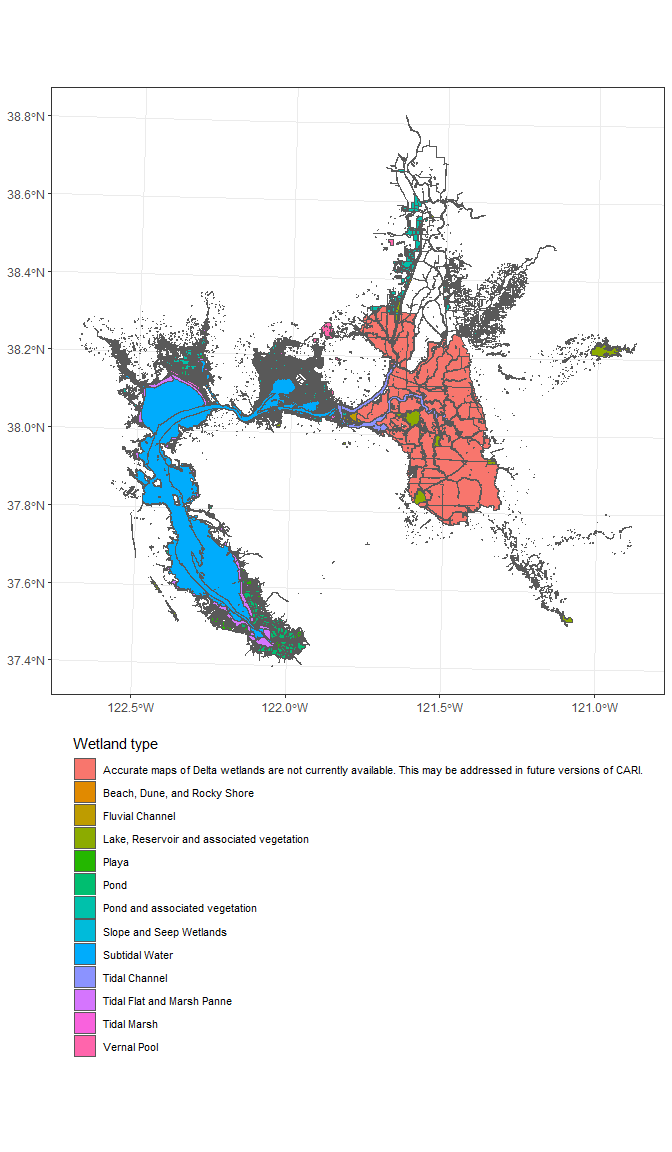 38.8°N
38.6°N
38.4°N
38.2°N
38.0°N
37.8°N
37.6°N
37.4°N
122.5°W 122.0°W 121.5°W 121.0°W
Wetland type
Accurate maps of Delta wetlands are not currently available. This may be addressed in future versions of CARI.
Beach, Dune, and Rocky Shore
Fluvial Channel
Lake, Reservoir and associated vegetation
Playa
Pond
Pond and associated vegetation
Slope and Seep Wetlands
Subtidal Water
Tidal Channel
Tidal Flat and Marsh Panne
Tidal Marsh
Vernal Pool